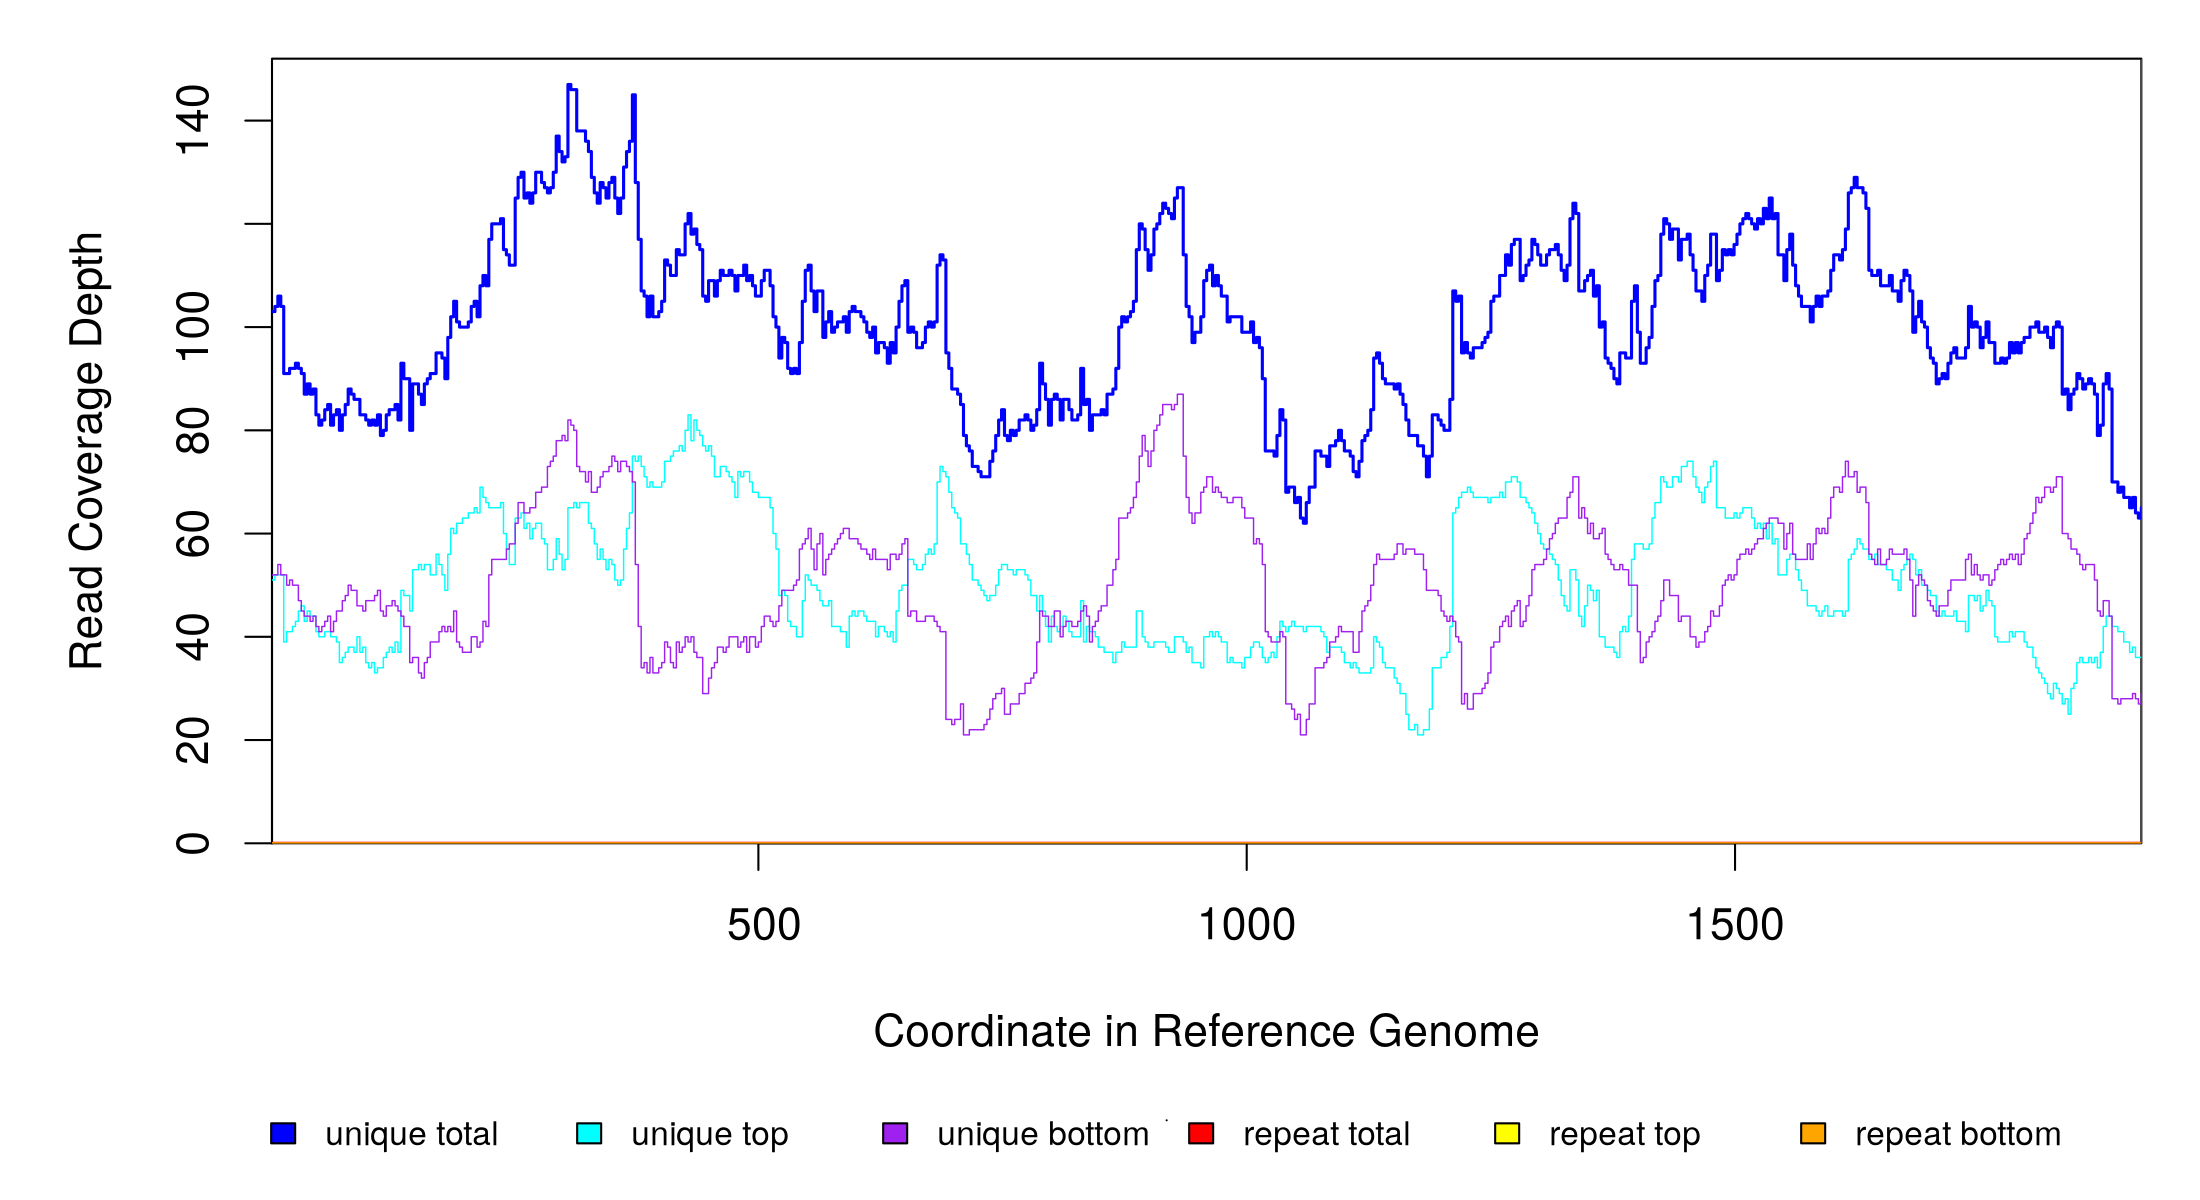 Read Coverage Depth
140
100
80
60
40
20
0
500 1000 1500
Coordinate in Reference Genome
unique total unique top unique bottom repeat total repeat top repeat bottom